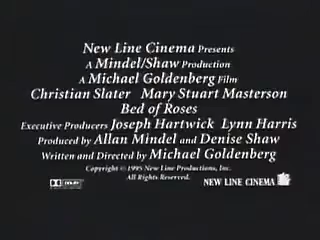 New Line Cinema Presents
A Mindel/Shaw Production
A Michael Goldenberg Film
Christian Slater Mary Stuart Masterson
Bed of Roses
Executive Producers Joseph Hartwick Lynn Harris
Produced by Allan Mindel and Denise Shaw
Written and Directed by Michael Goldenberg
Copyright © 1995 New Line Productions, Inc.
All Rights Reserved.
DOLBY NEW LINE CINEMA